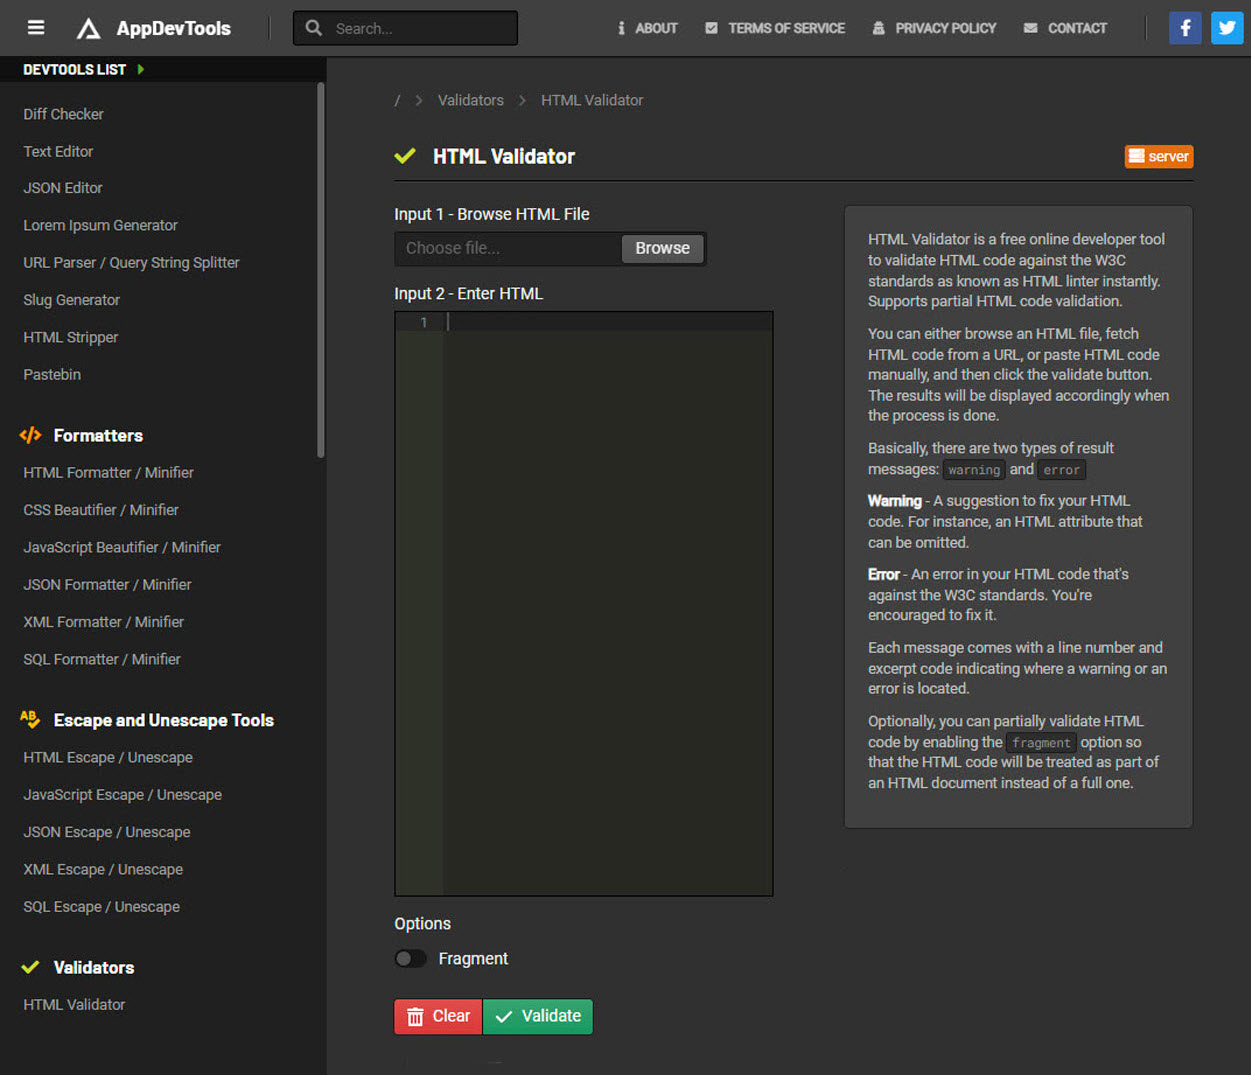 AppDevTools
Search...
ABOUT
TERMS OF SERVICE
PRIVACY POLICY
CONTACT
DEVTOOLS LIST
Diff Checker
Text Editor
JSON Editor
Lorem Ipsum Generator
URL Parser / Query String Splitter
Slug Generator
HTML Stripper
Pastebin
Formatters
HTML Formatter / Minifier
CSS Beautifier / Minifier
JavaScript Beautifier / Minifier
JSON Formatter / Minifier
XML Formatter / Minifier
SQL Formatter / Minifier
Escape and Unescape Tools
HTML Escape / Unescape
JavaScript Escape / Unescape
JSON Escape / Unescape
XML Escape / Unescape
SQL Escape / Unescape
Validators
HTML Validator
/ > Validators > HTML Validator
HTML Validator
server
Input 1 - Browse HTML File
Choose file...
Browse
Input 2 - Enter HTML
1
Options
Fragment
Clear
Validate
HTML Validator is a free online developer tool
to validate HTML code against the W3C
standards as known as HTML linter instantly.
Supports partial HTML code validation.
You can either browse an HTML file, fetch
HTML code from a URL, or paste HTML code
manually, and then click the validate button.
The results will be displayed accordingly when
the process is done.
Basically, there are two types of result
messages: warning and error
Warning - A suggestion to fix your HTML
code. For instance, an HTML attribute that
can be omitted.
Error - An error in your HTML code that's
against the W3C standards. You're
encouraged to fix it.
Each message comes with a line number and
excerpt code indicating where a warning or an
error is located.
Optionally, you can partially validate HTML
code by enabling the fragment option so
that the HTML code will be treated as part of
an HTML document instead of a full one.